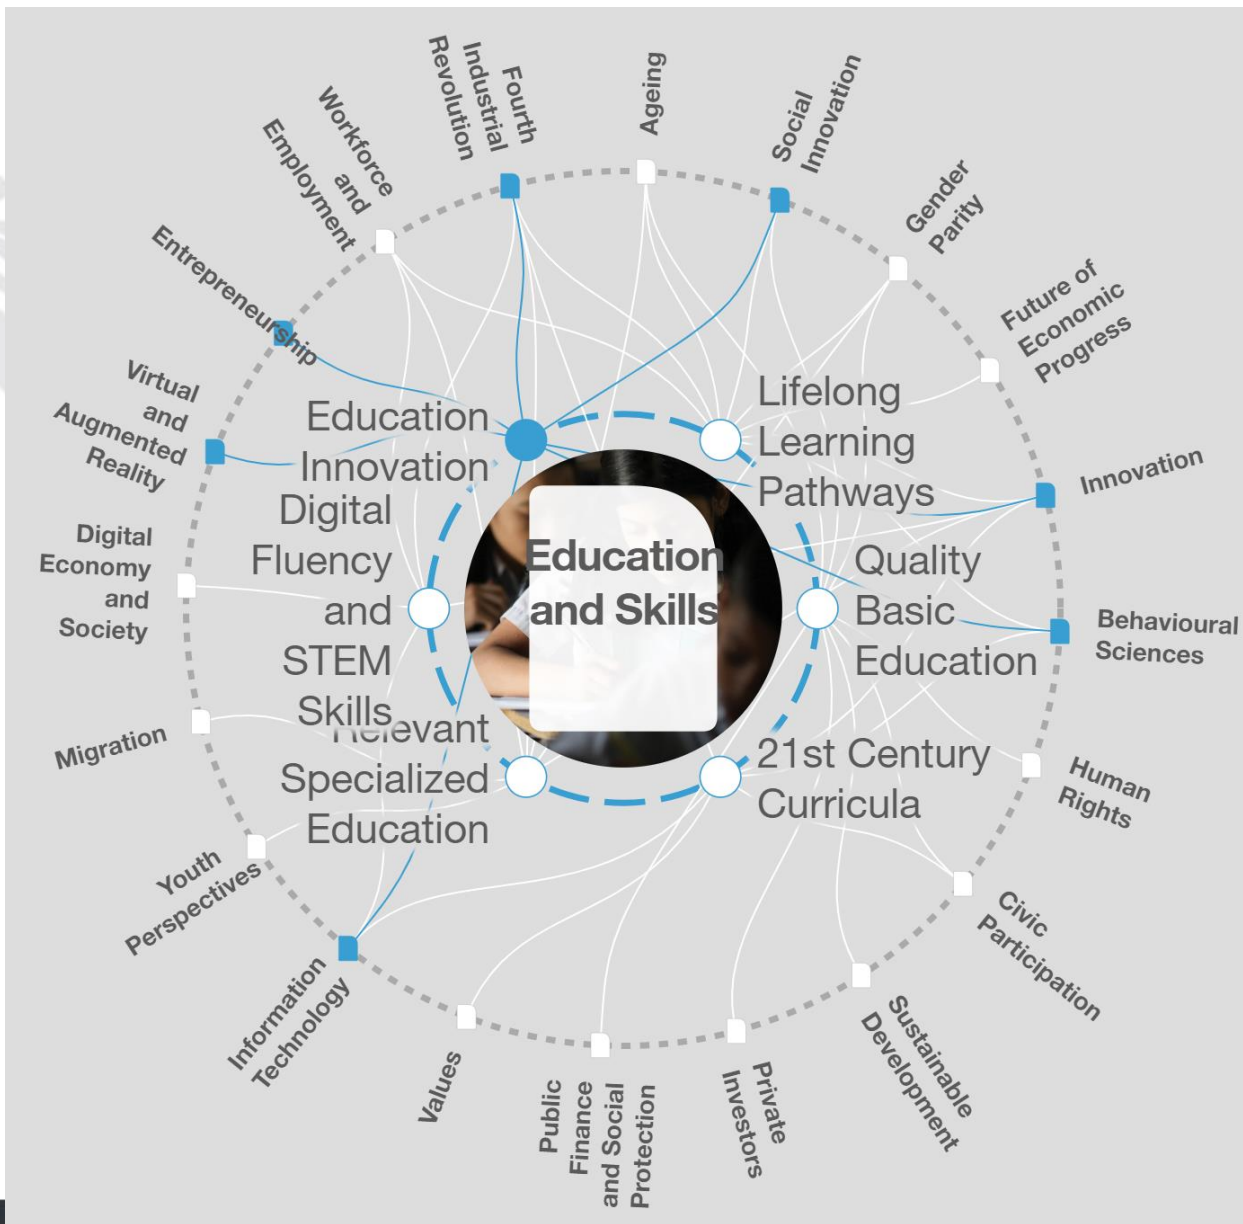 Fourth
Industrial
Revolution
Ageing
Social
Innovation
Gender
Parity
Future of
Economic
Progress
Innovation
Behavioural
Sciences
Human
Rights
Civic
Participation
Sustainable
Development
Private
Investors
Public
Finance
and Social
Protection
Values
Information
Technology
Youth
Perspectives
Migration
Digital
Economy
and
Society
Virtual
and
Augmented
Reality
Entrepreneurship
Workforce
and
Employment
Education
Innovation
Lifelong
Learning
Pathways
Quality
Basic
Education
21st Century
Curricula
Relevant
Specialized
Education
Digital
Fluency
and
STEM
Skills
Education
and Skills